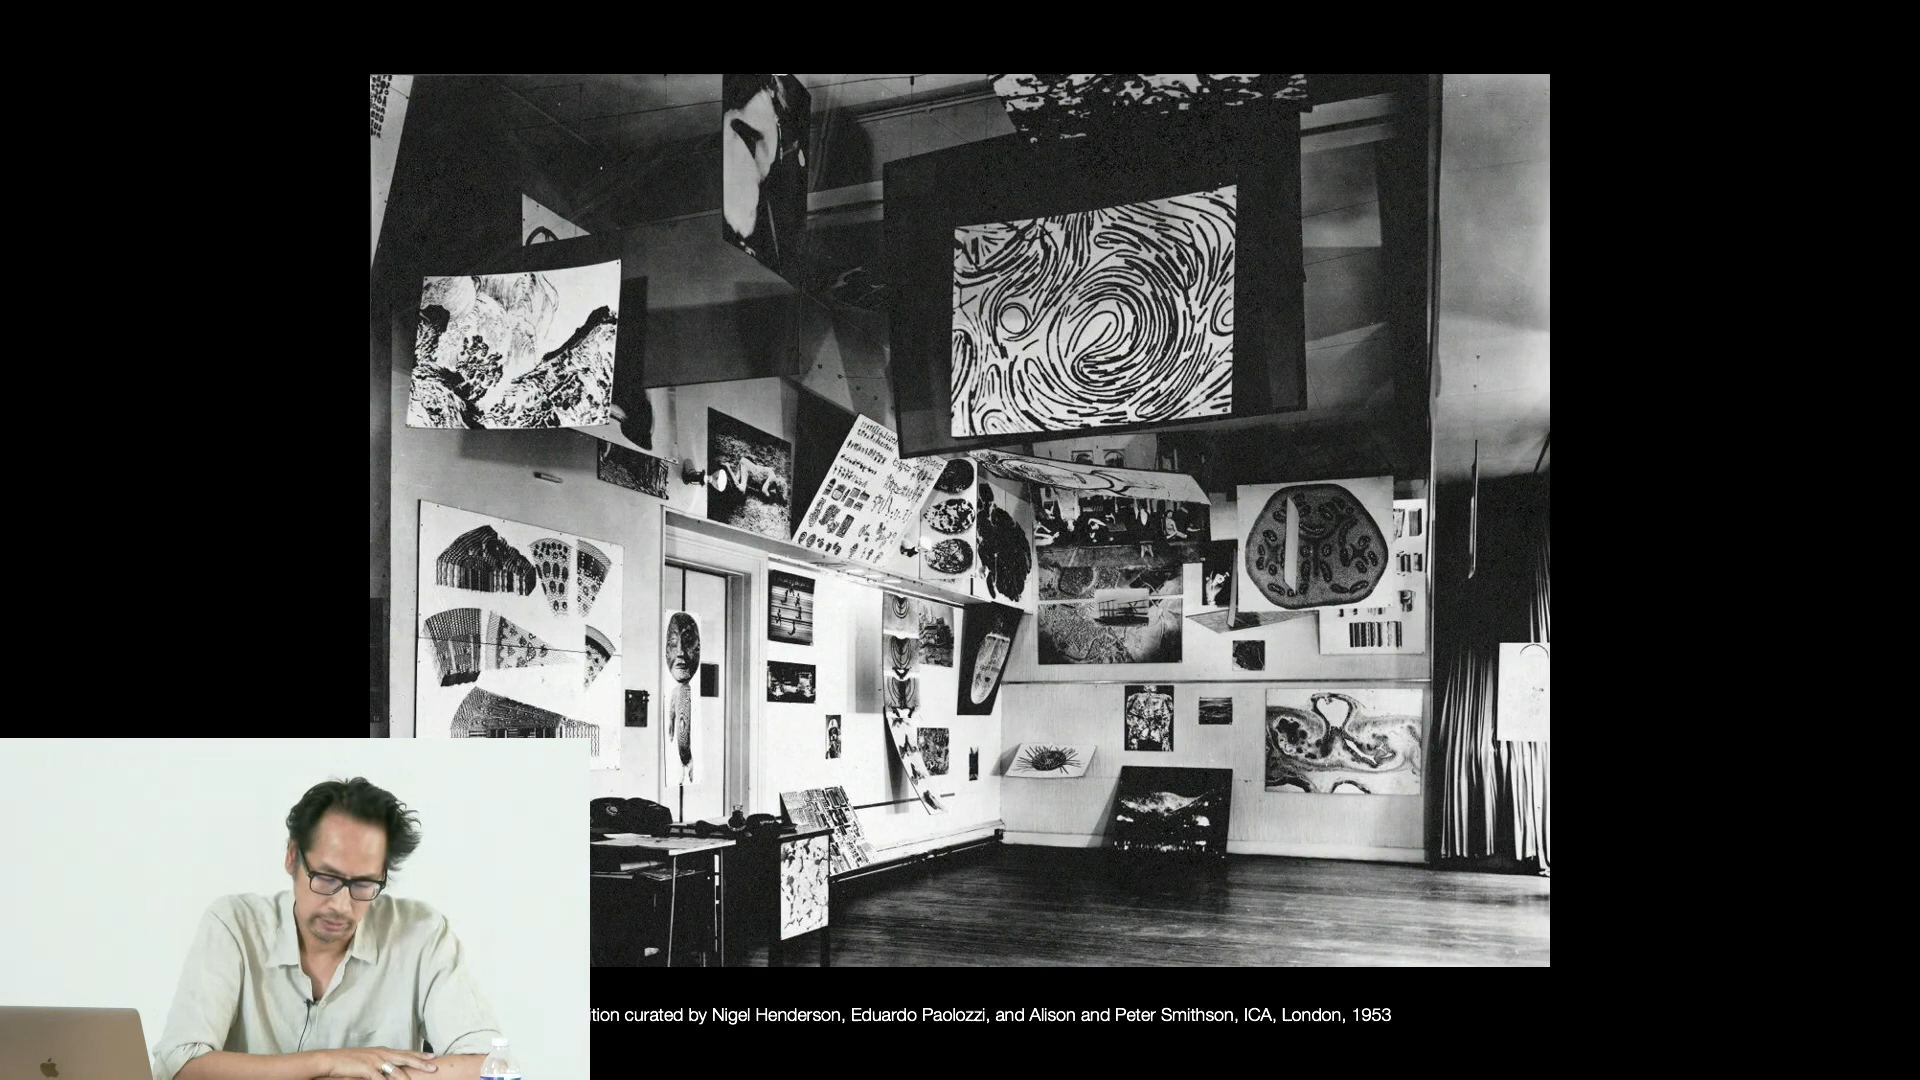 ition curated by Nigel Henderson, Eduardo Paolozzi, and Alison and Peter Smithson, ICA, London, 1953